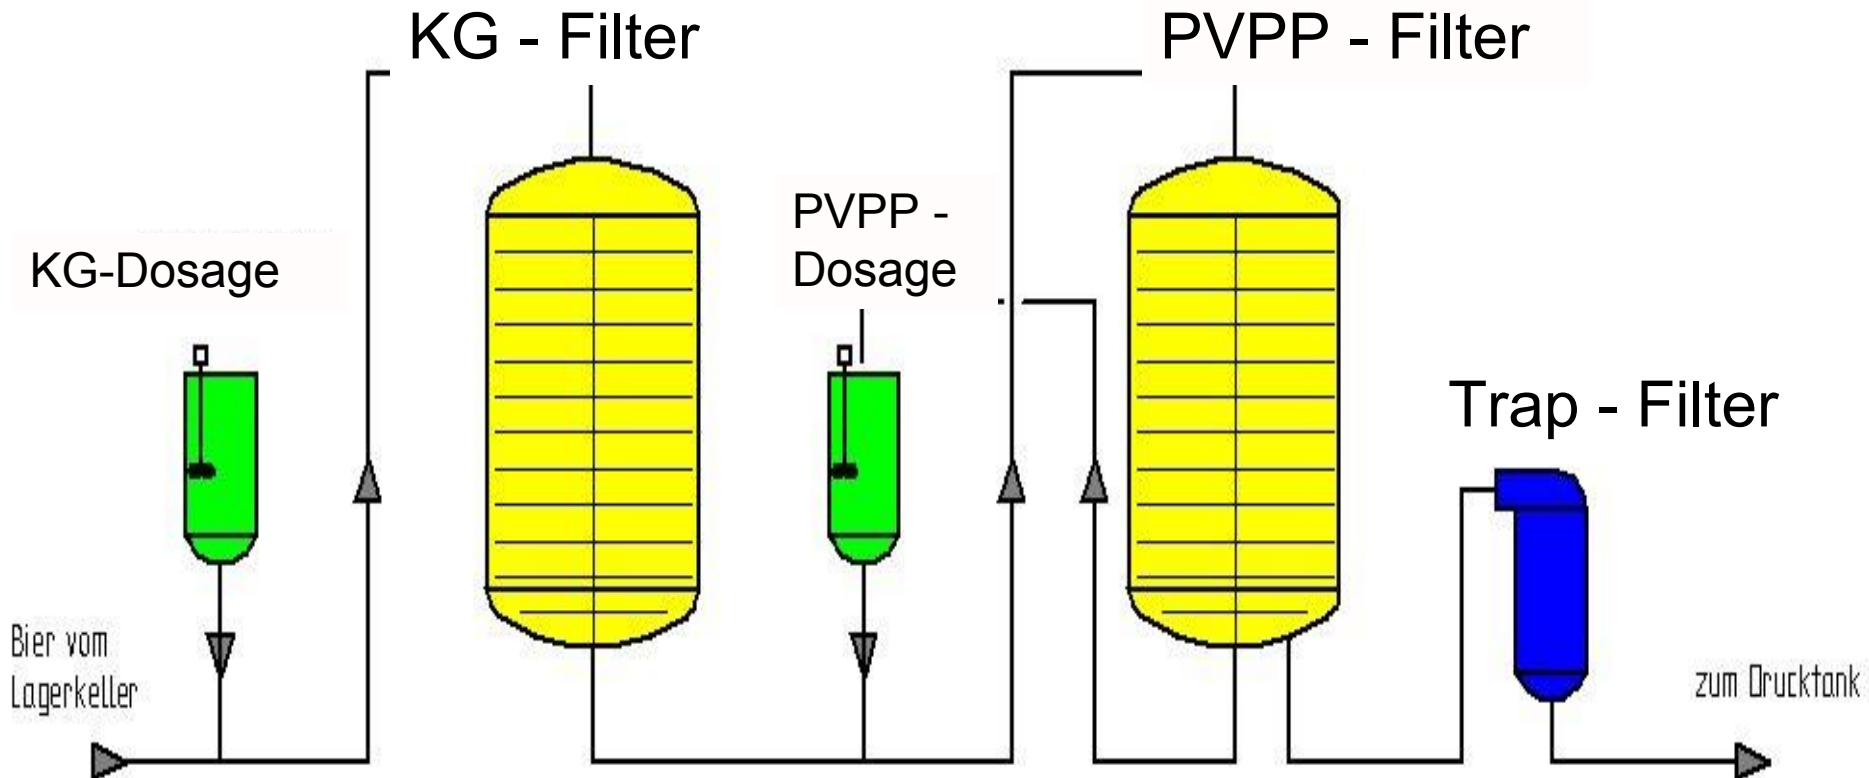 KG - Filter
PVPP - Filter
PVPP -
Dosage
KG-Dosage
Trap - Filter
Bier vom
Lagerkeller
zum Drucktank